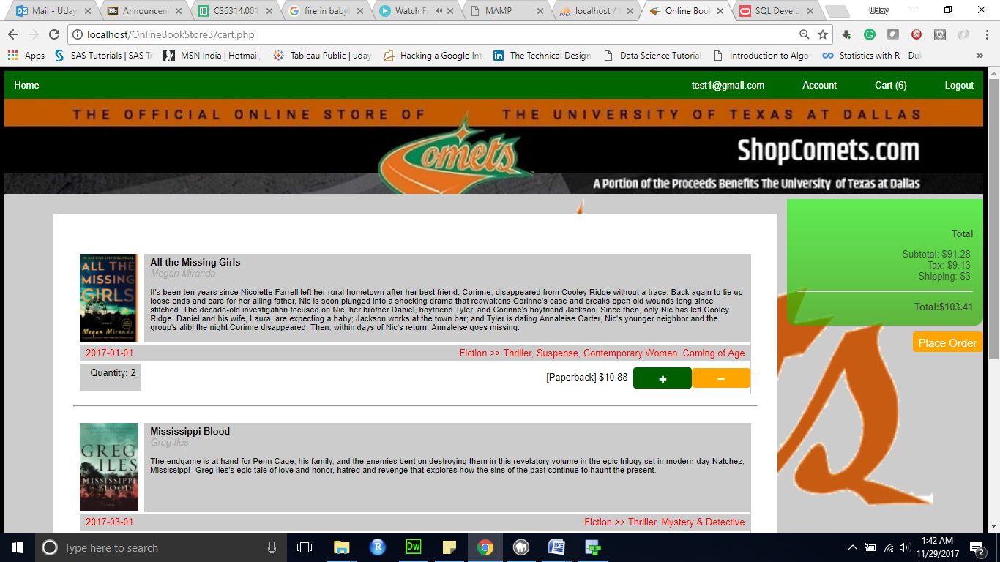 Mail - Uday
Announcem
CS6314.001
fire in babyl
Watch Fi
MAMP
localhost /
Online Book
SQL Develo
Uday
localhost/OnlineBookStore3/cart.php
Apps
SAS Tutorials | SAS Tr
MSN India | Hotmail,
Tableau Public | uday
Hacking a Google Int
The Technical Design
Data Science Tutorial
Introduction to Algor
Statistics with R - Duk
Home
test1@gmail.com
Account
Cart (6)
Logout
THE OFFICIAL ONLINE STORE OF
THE UNIVERSITY OF TEXAS AT DALLAS
Comets
ShopComets.com
A Portion of the Proceeds Benefits The University of Texas at Dallas
Total
Subtotal: $91.28
Tax: $9.13
Shipping: $3
Total:$103.41
Place Order
ALL THE
MISSING
GIRLS
Megan Miranda
All the Missing Girls
Megan Miranda
It's been ten years since Nicolette Farrell left her rural hometown after her best friend, Corinne, disappeared from Cooley Ridge without a trace. Back again to tie up
loose ends and care for her ailing father, Nic is soon plunged into a shocking drama that reawakens Corinne's case and breaks open old wounds long since
stitched. The decade-old investigation focused on Nic, her brother Daniel, boyfriend Tyler, and Corinne's boyfriend Jackson. Since then, only Nic has left Cooley
Ridge. Daniel and his wife, Laura, are expecting a baby; Jackson works at the town bar; and Tyler is dating Annaleise Carter, Nic's younger neighbor and the
group's alibi the night Corinne disappeared. Then, within days of Nic's return, Annaleise goes missing.
2017-01-01
Fiction >> Thriller, Suspense, Contemporary Women, Coming of Age
Quantity: 2
[Paperback] $10.88
+
−
GREG
ILES
MISSISSIPPI
BLOOD
Mississippi Blood
Greg Iles
The endgame is at hand for Penn Cage, his family, and the enemies bent on destroying them in this revelatory volume in the epic trilogy set in modern-day Natchez,
Mississippi--Greg Iles's epic tale of love and honor, hatred and revenge that explores how the sins of the past continue to haunt the present.
2017-03-01
Fiction >> Thriller, Mystery & Detective
Type here to search
1:42 AM
11/29/2017
2